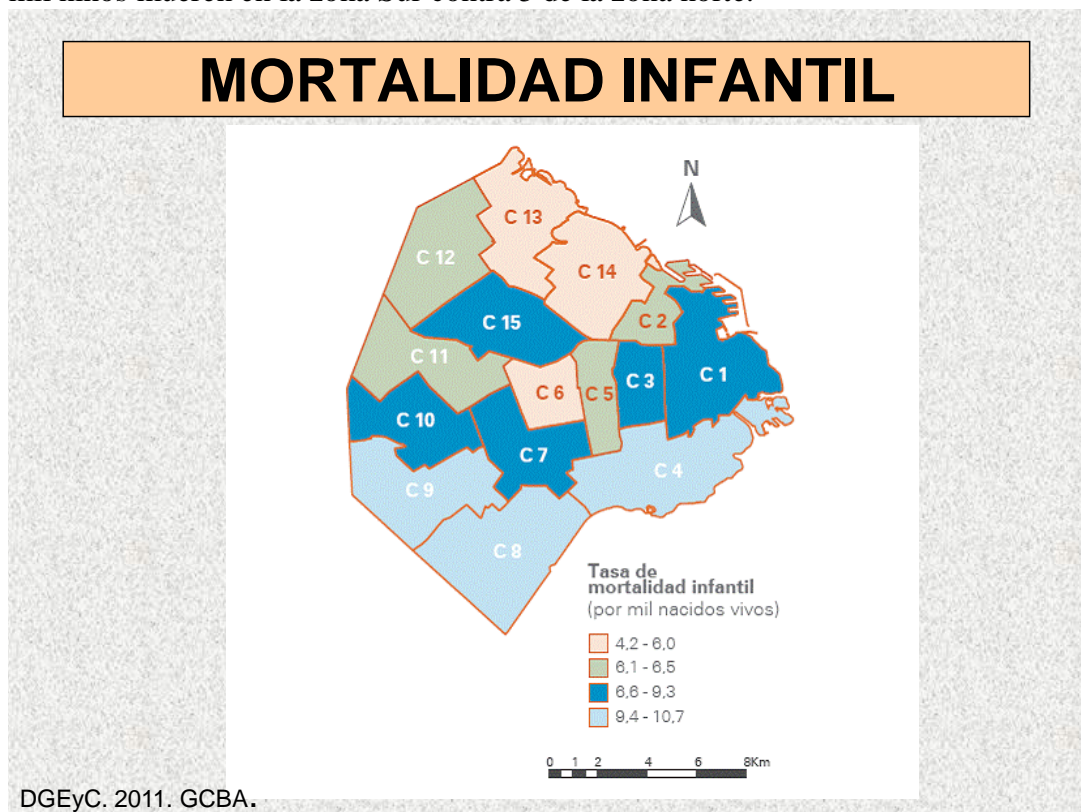 MORTALIDAD INFANTIL
N
C 13
C 12
C 14
C 2
C 15
C 11
C 1
C 3
C 6
C 5
C 10
C 7
C 4
C 9
C 8
Tasa de
mortalidad infantil
(por mil nacidos vivos)
4,2 - 6,0
6,1 - 6,5
6,6 - 9,3
9,4 - 10,7
0 1 2 4 6 8Km
DGEyC. 2011. GCBA.